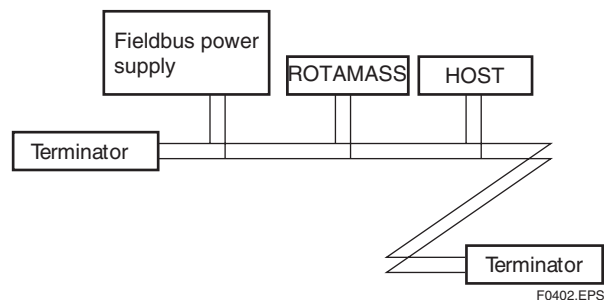 Fieldbus power
supply
ROTAMASS
HOST
Terminator
Terminator
F0402.EPS